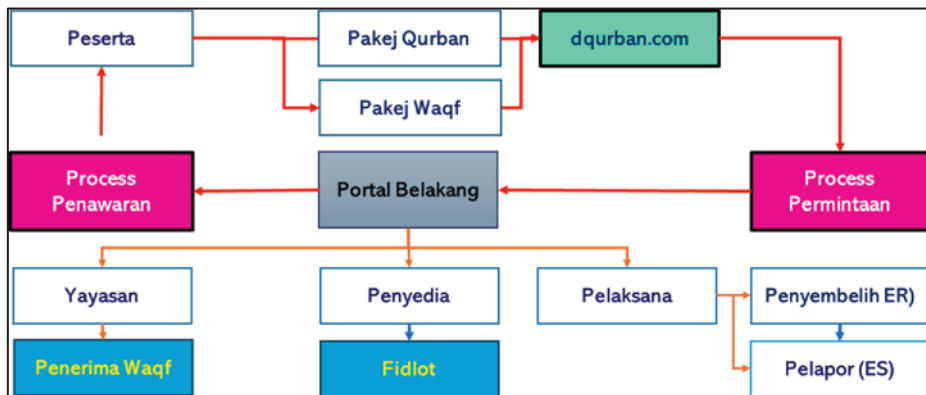 Peserta
Pakej Qurban
dqurban.com
Pakej Waqf
Process
Penawaran
Portal Belakang
Process
Permintaan
Yayasan
Penyedia
Pelaksana
Penyembelih ER)
Penerima Waqf
Fidlot
Pelapor (ES)